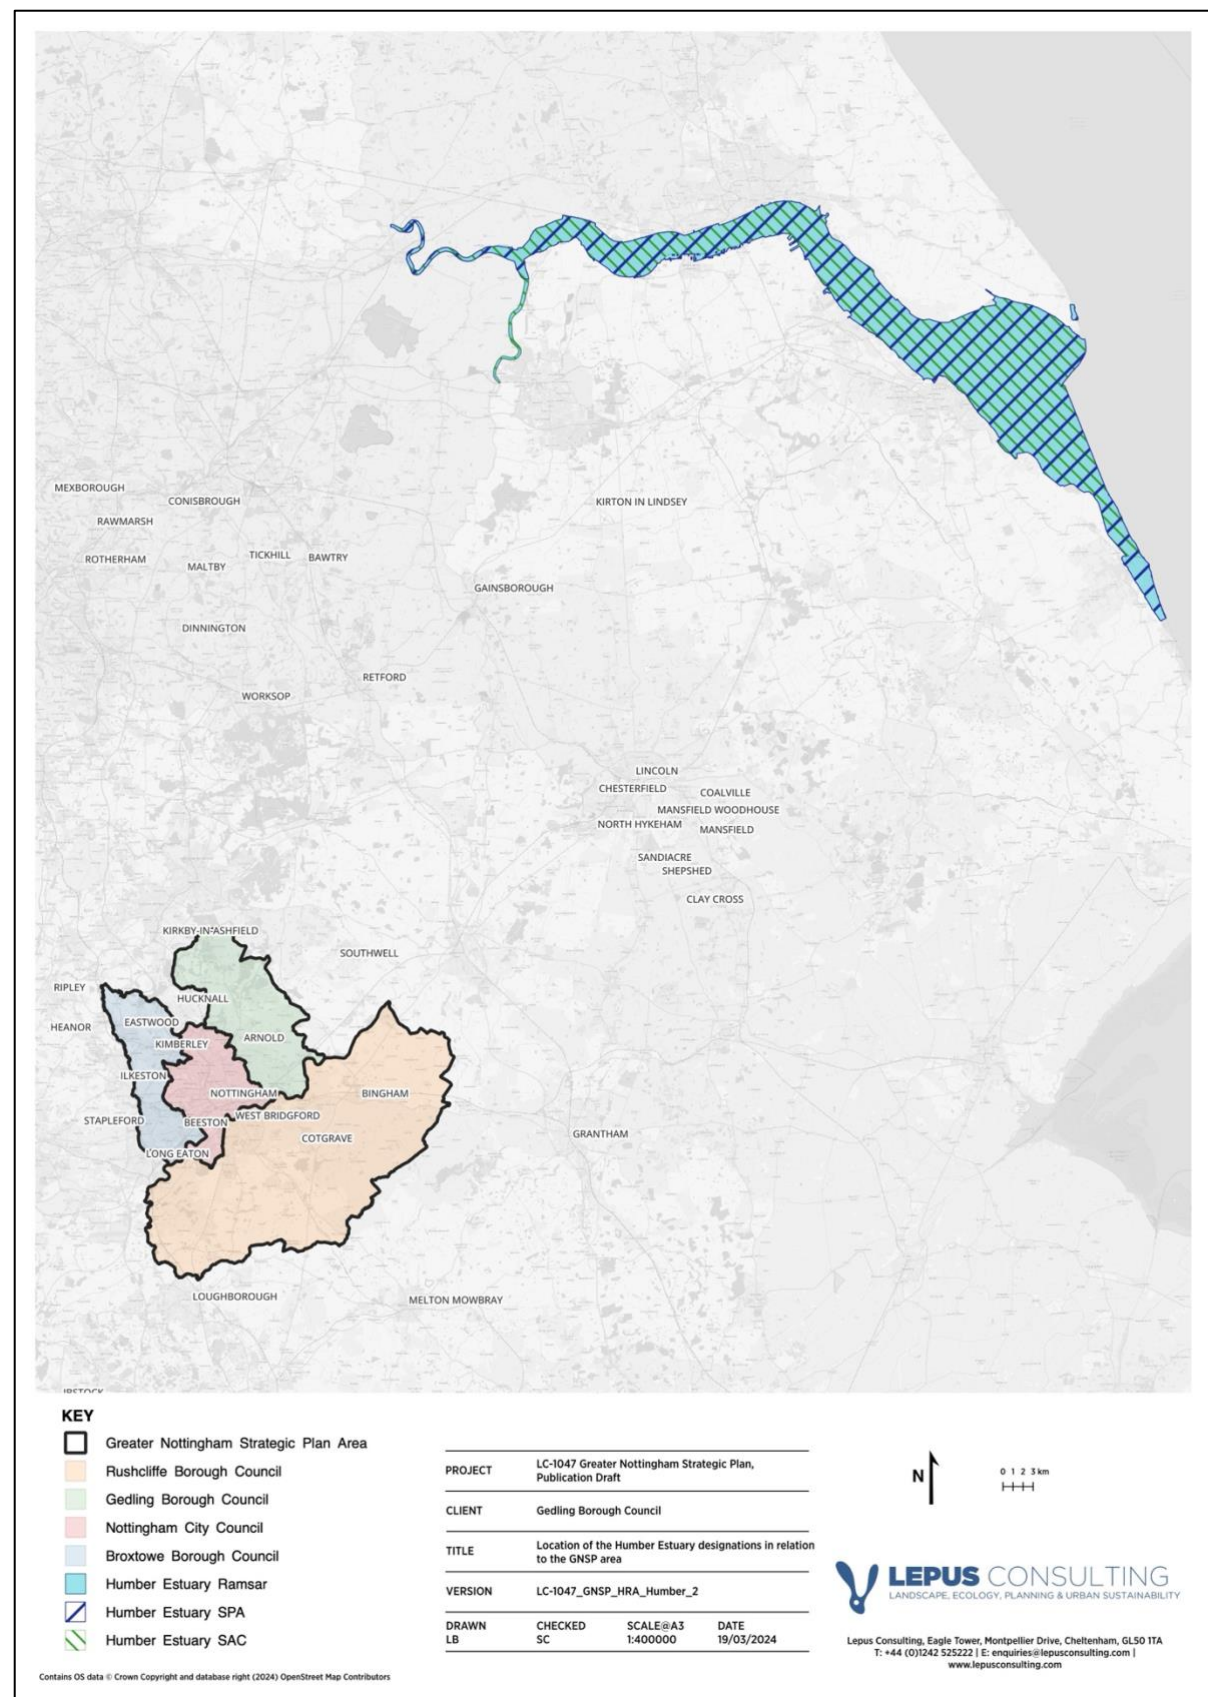 MEXBOROUGH
CONISBROUGH
KIRTON IN LINDSEY
RAWMARSH
ROTHERHAM
MALTBY
TICKHILL
BAWTRY
GAINSBOROUGH
DINNINGTON
RETFORD
WORKSOP
LINCOLN
CHESTERFIELD
COALVILLE
MANSFIELD WOODHOUSE
NORTH HYKEHAM
MANSFIELD
SANDIACRE
SHEPSHED
CLAY CROSS
KIRKBY-IN-ASHFIELD
SOUTHWELL
RIPLEY
HUCKNALL
HEANOR
EASTWOOD
KIMBERLEY
ARNOLD
ILKESTON
NOTTINGHAM
BINGHAM
STAPLEFORD
BEESTON
WEST BRIDGFORD
COTGRAVE
GRANTHAM
LONG EATON
LOUGHBOROUGH
MELTON MOWBRAY
IBSTOCK
KEY
Greater Nottingham Strategic Plan Area
Rushcliffe Borough Council
Gedling Borough Council
Nottingham City Council
Broxtowe Borough Council
Humber Estuary Ramsar
Humber Estuary SPA
Humber Estuary SAC
Contains OS data © Crown Copyright and database right (2024) OpenStreet Map Contributors
PROJECT LC-1047 Greater Nottingham Strategic Plan,
Publication Draft
CLIENT Gedling Borough Council
TITLE Location of the Humber Estuary designations in relation
to the GNSP area
VERSION LC-1047_GNSP_HRA_Humber_2
DRAWN CHECKED SCALE@A3 DATE
LB SC 1:400000 19/03/2024
N
0 1 2 3 km
LEPUS CONSULTING
LANDSCAPE, ECOLOGY, PLANNING & URBAN SUSTAINABILITY
Lepus Consulting, Eagle Tower, Montpellier Drive, Cheltenham, GL50 1TA
T: +44 (0)1242 525222 | E: enquiries@lepusconsulting.com |
www.lepusconsulting.com